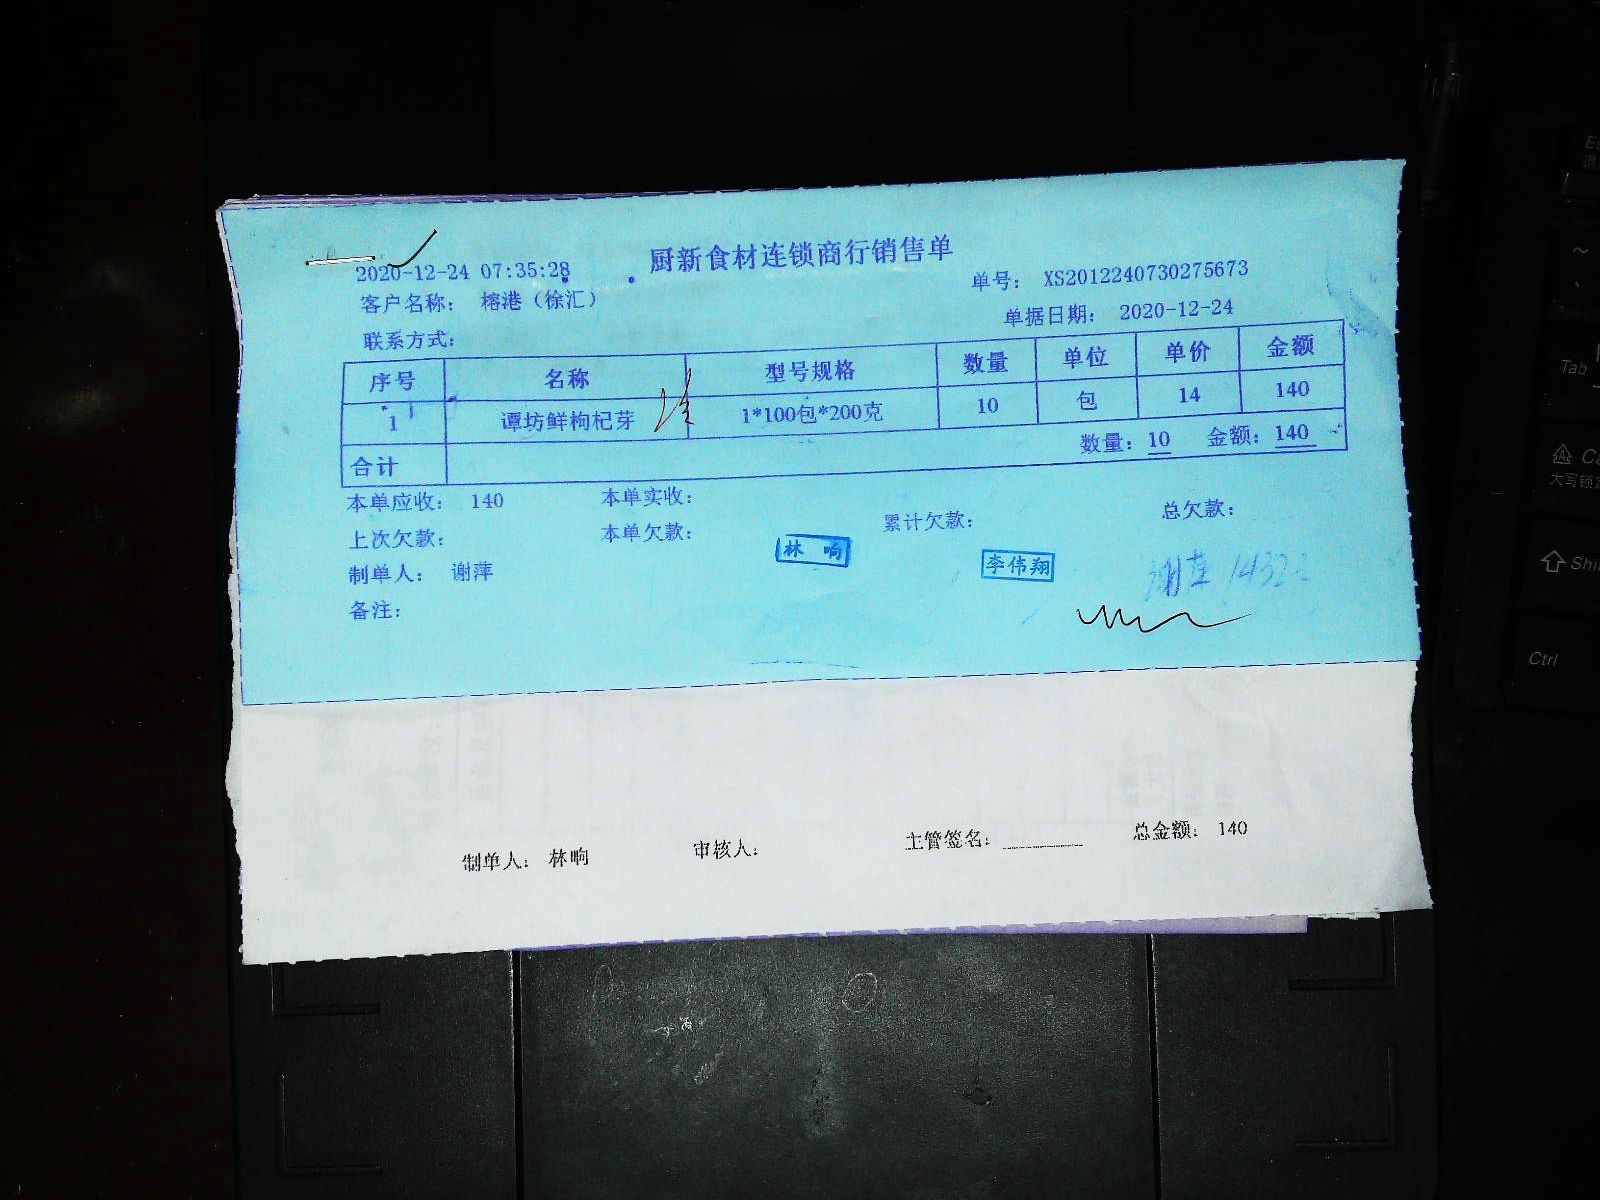 厨新食材连锁商行销售单
2020-12-24 07:35:28
单号： XS2012240730275673
客户名称： 榕港（徐汇）
单据日期： 2020-12-24
联系方式：
序号 名称 型号规格 数量 单位 单价 金额
1 谭坊鲜枸杞芽 1*100包*200克 10 包 14 140
合计 数量：10 金额：140
本单应收： 140 本单实收：
上次欠款： 本单欠款： 累计欠款： 总欠款：
林 响 李伟翔
制单人： 谢萍
备注：
制单人： 林响 审核人： 主管签名： 总金额： 140
Tab
大写锁定
Ctrl